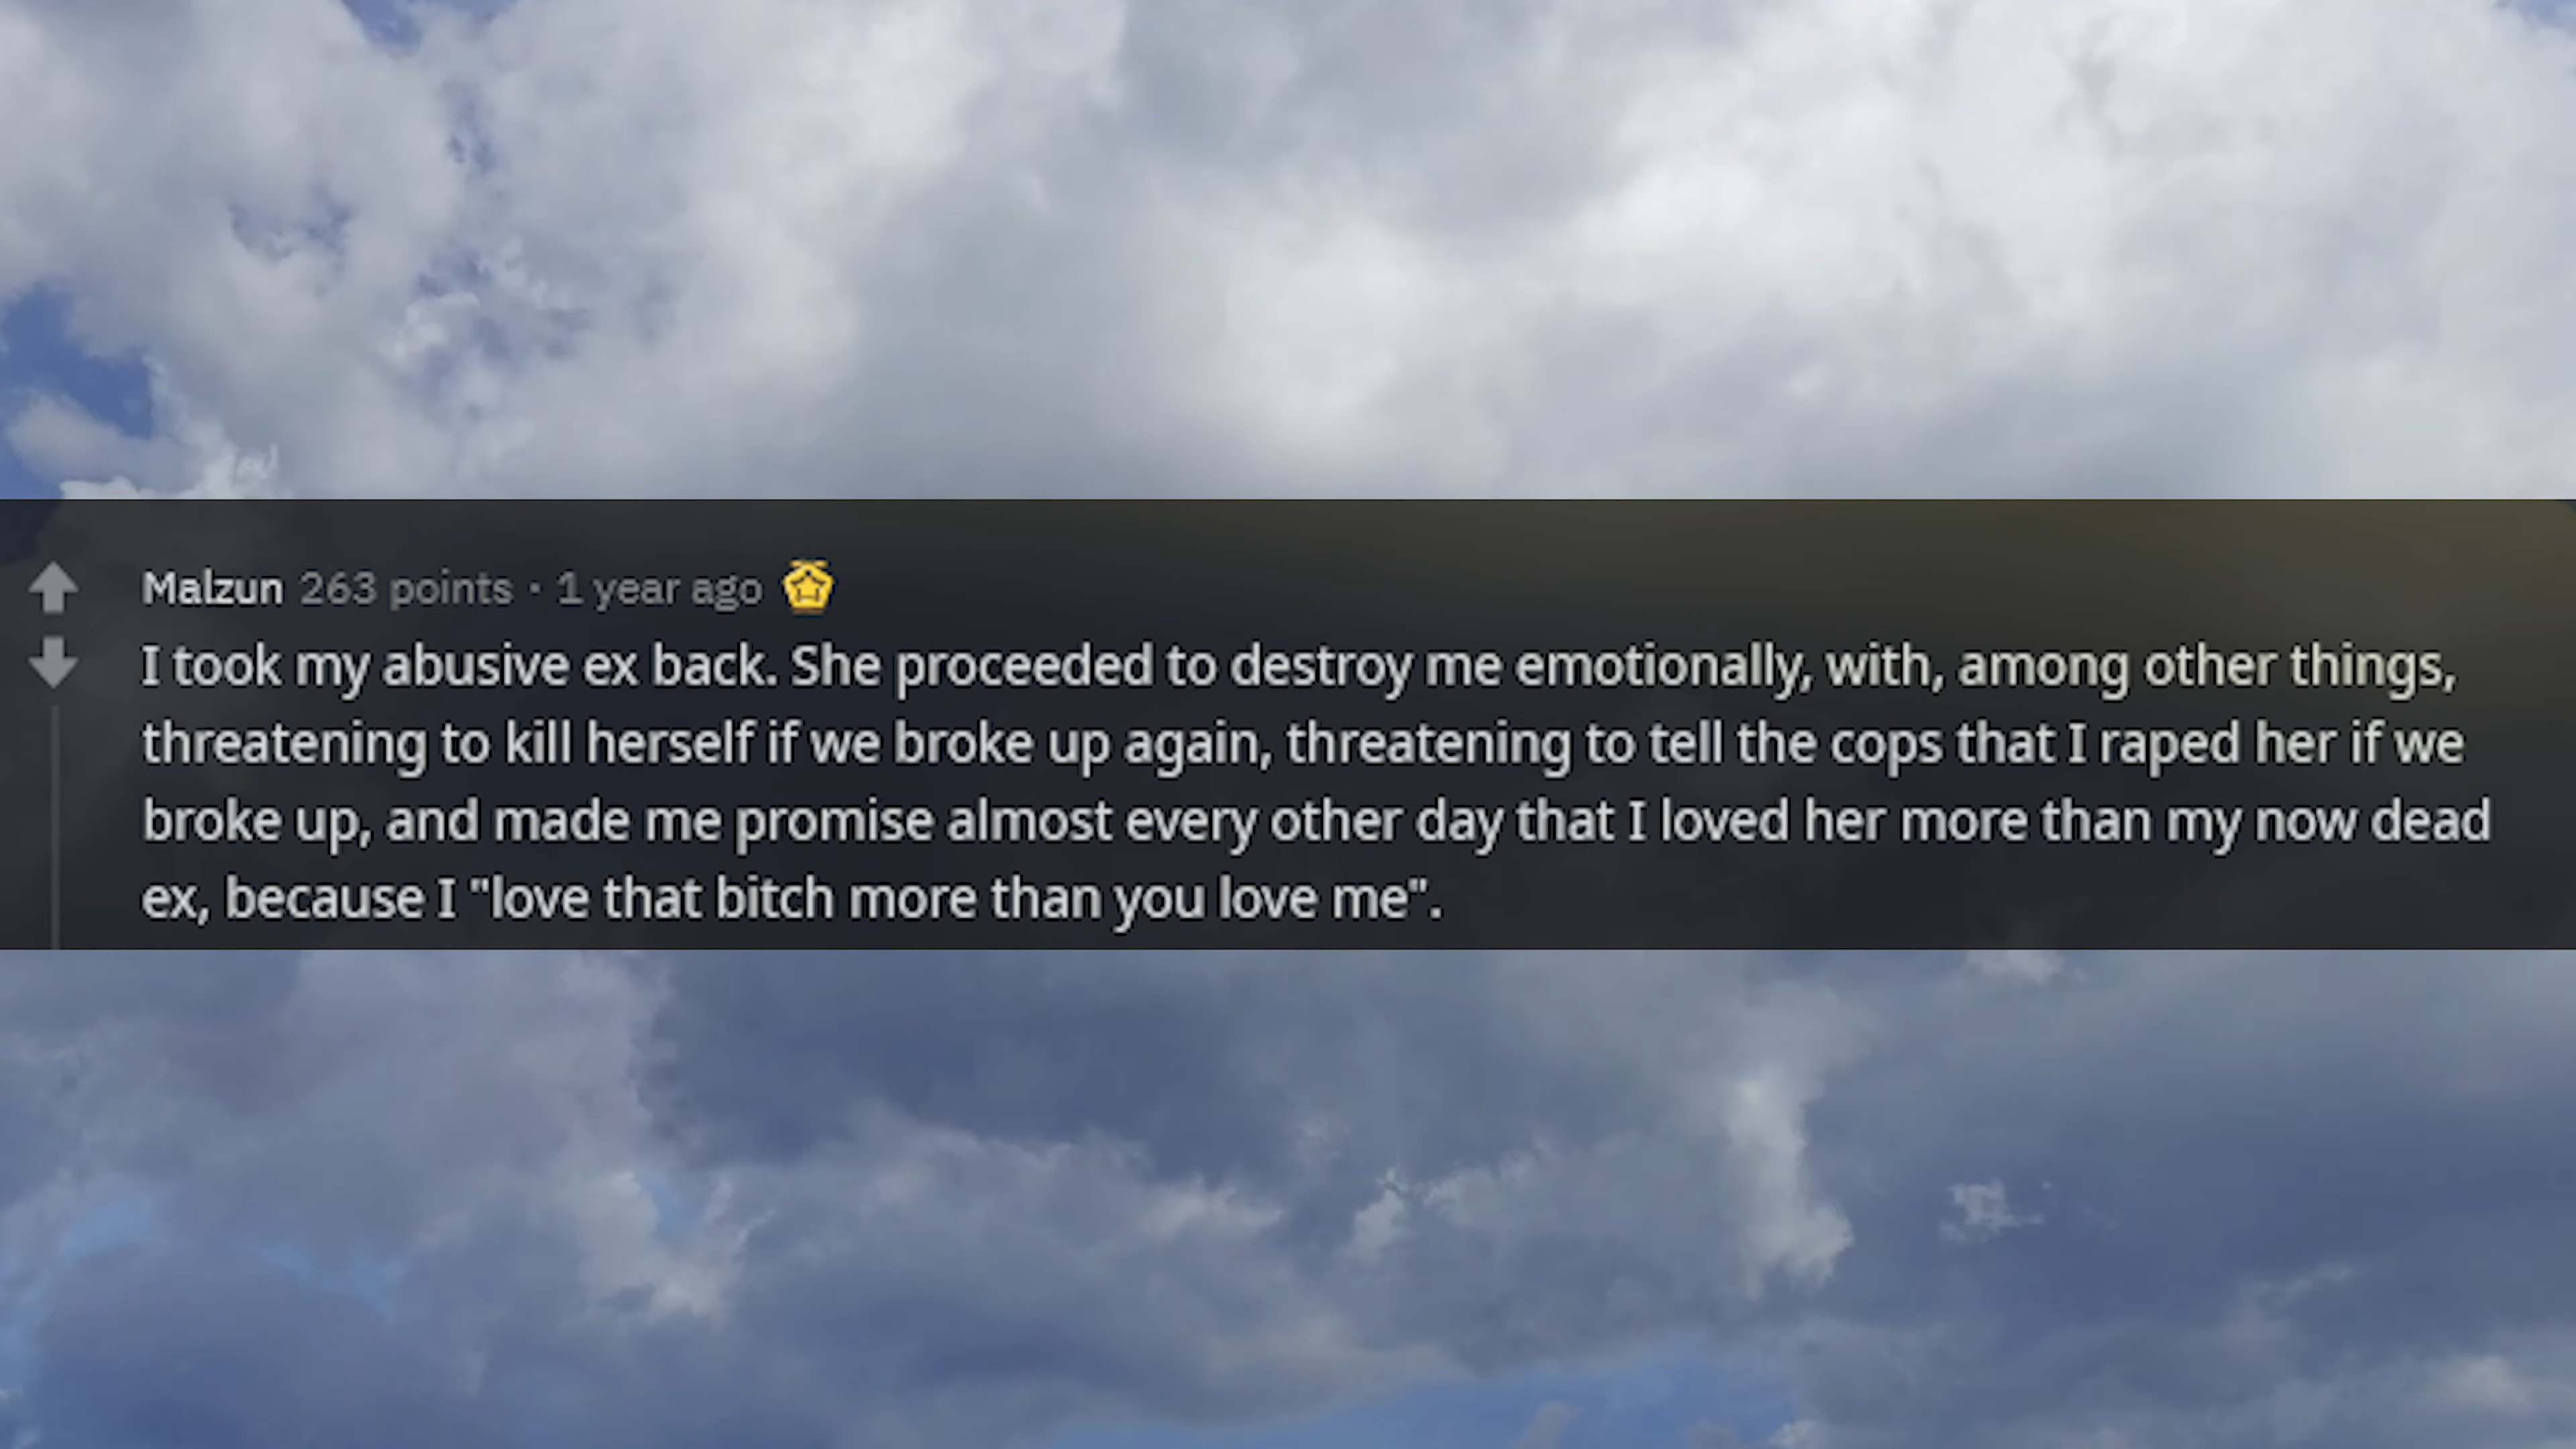 Malzun 263 points · 1 year ago
I took my abusive ex back. She proceeded to destroy me emotionally, with, among other things,
threatening to kill herself if we broke up again, threatening to tell the cops that I raped her if we
broke up, and made me promise almost every other day that I loved her more than my now dead
ex, because I "love that bitch more than you love me".